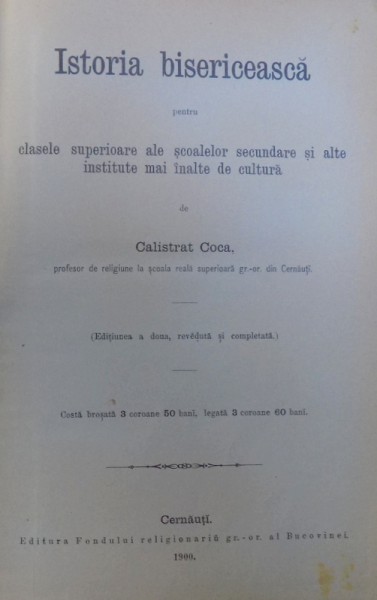 Istoria bisericească
pentru
clasele superioare ale școalelor secundare și alte
institute mai înalte de cultură
de
Calistrat Coca,
profesor de religiune la școala reală superioară gr.-or. din Cernăuți.
(Edițiunea a doua, revĕdută și completată.)
Costă broșată 3 coroane 50 bani, legată 3 coroane 60 bani.
Cernăuți.
Editura Fondului religionariŭ gr.-or. al Bucovinei.
1900.